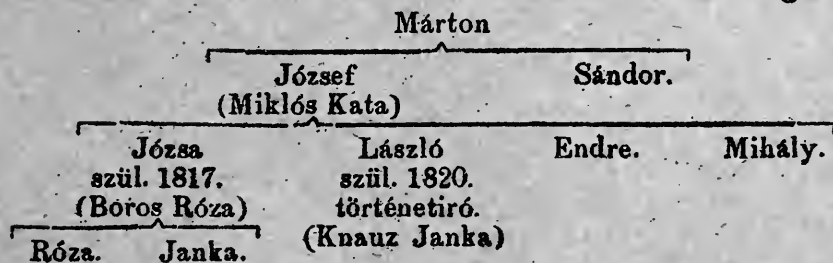 Márton
József Sándor.
(Miklós Kata)
Józsa László Endre. Mihály.
szül. 1817. szül. 1820.
(Boros Róza) történetiró.
Róza. Janka. (Knauz Janka)